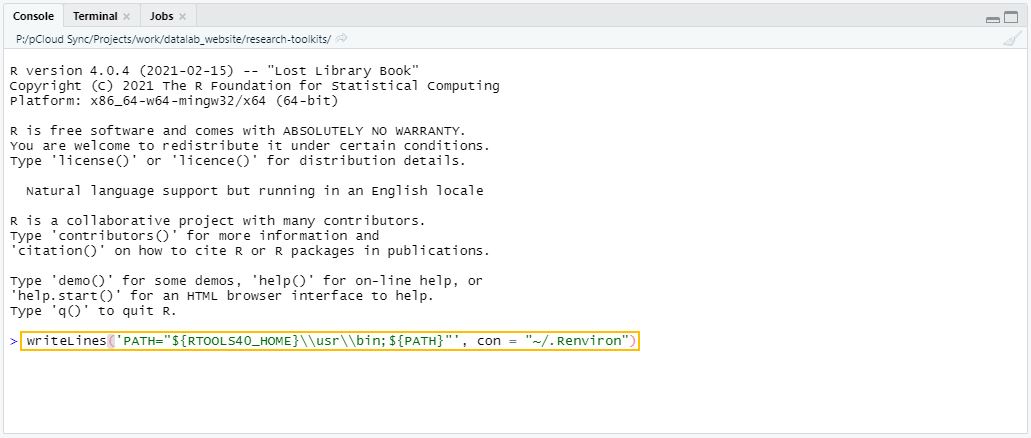 Console Terminal Jobs
P:/pCloud Sync/Projects/work/datalab_website/research-toolkits/
R version 4.0.4 (2021-02-15) -- "Lost Library Book"
Copyright (C) 2021 The R Foundation for Statistical Computing
Platform: x86_64-w64-mingw32/x64 (64-bit)
R is free software and comes with ABSOLUTELY NO WARRANTY.
You are welcome to redistribute it under certain conditions.
Type 'license()' or 'licence()' for distribution details.
Natural language support but running in an English locale
R is a collaborative project with many contributors.
Type 'contributors()' for more information and
'citation()' on how to cite R or R packages in publications.
Type 'demo()' for some demos, 'help()' for on-line help, or
'help.start()' for an HTML browser interface to help.
Type 'q()' to quit R.
> writeLines('PATH="${RTOOLS40_HOME}\\usr\\bin;${PATH}"', con = "~/.Renviron")